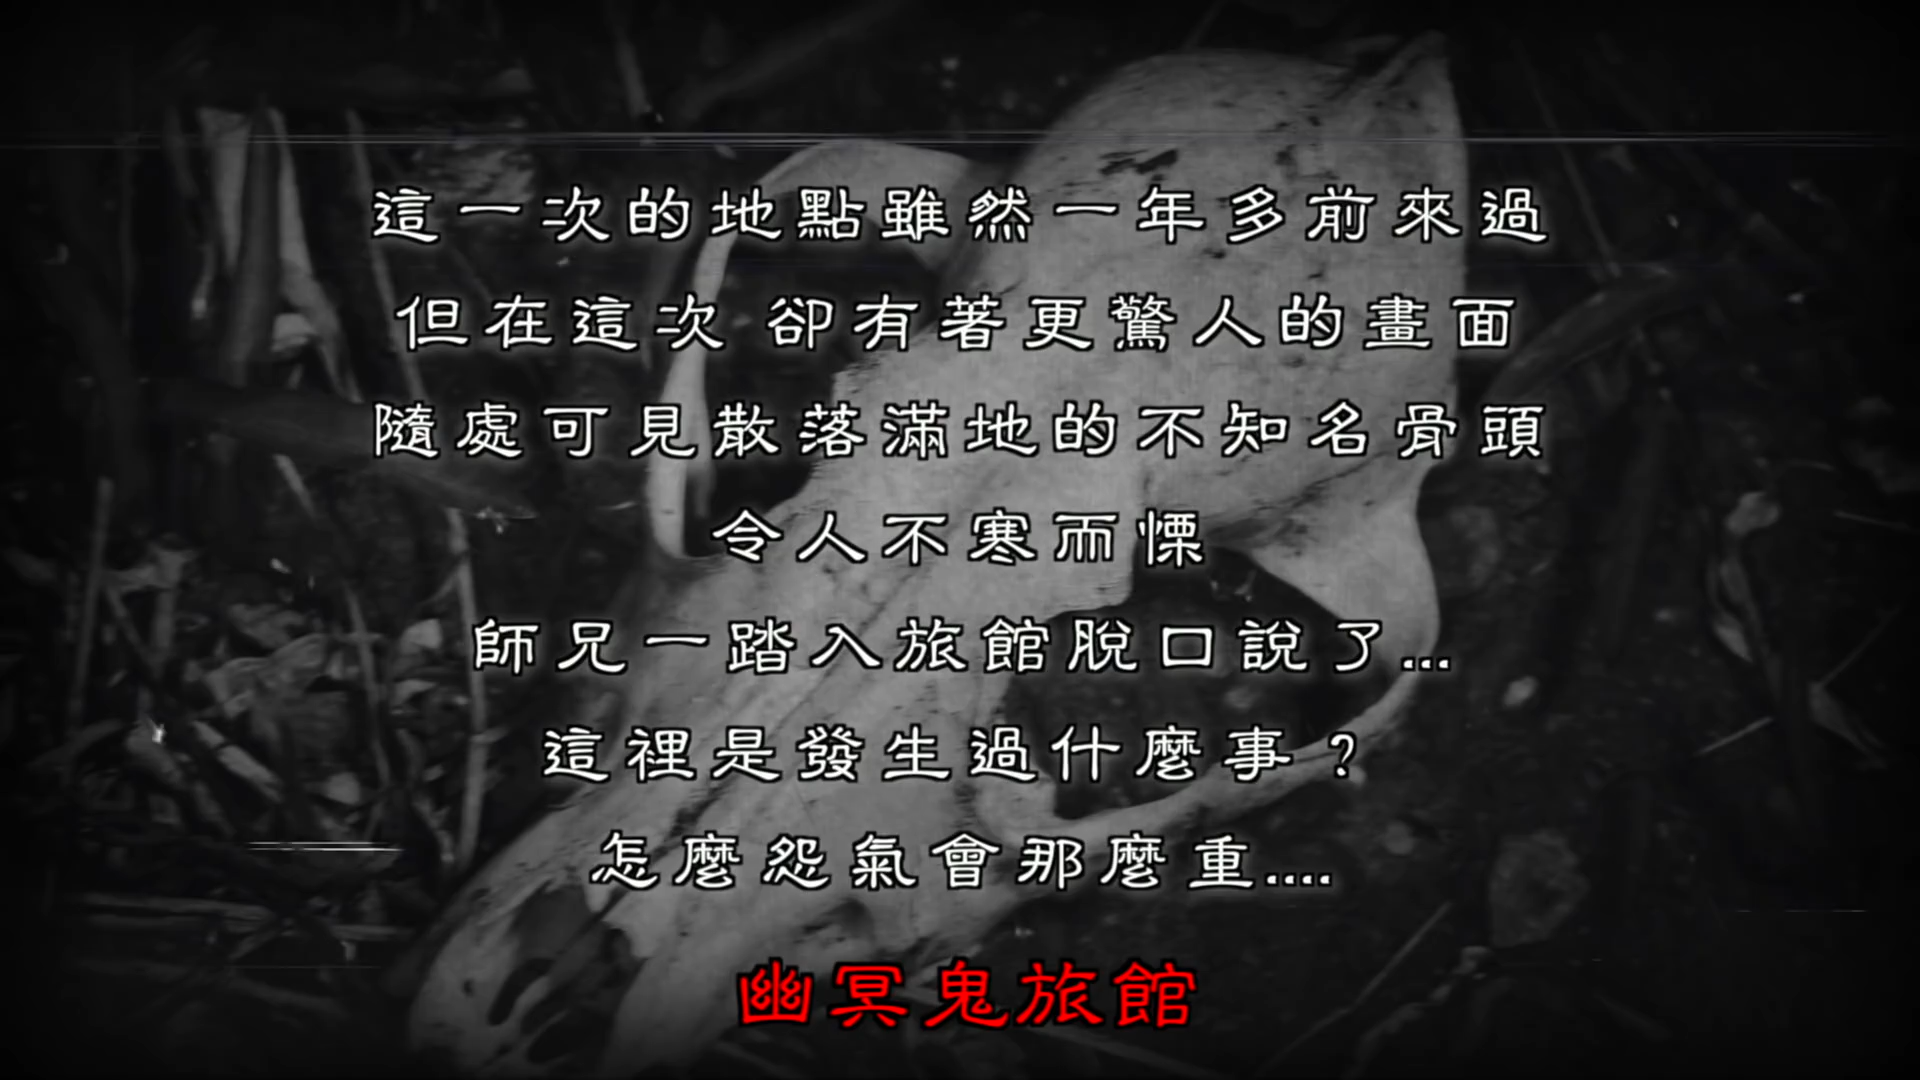 這一次的地點雖然一年多前來過
但在這次 卻有著更驚人的畫面
隨處可見散落滿地的不知名骨頭
令人不寒而慄
師兄一踏入旅館脫口說了...
這裡是發生過什麼事？
怎麼怨氣會那麼重....
幽冥鬼旅館